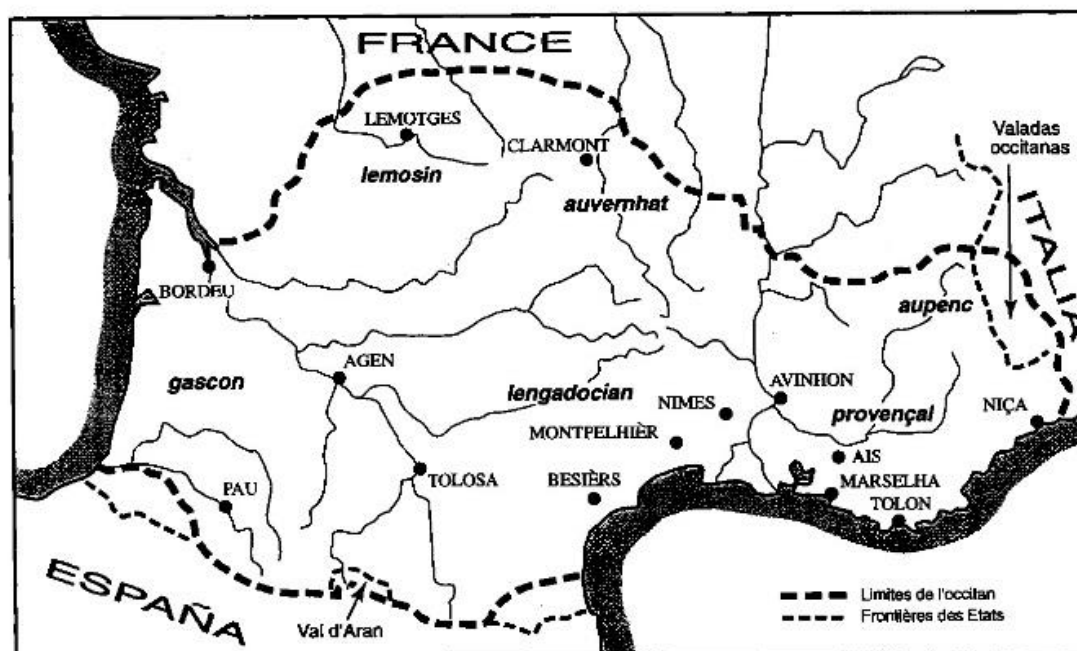 FRANCE
LEMOTGES
CLARMONT
Valadas
occitanas
lemosin
auvernhat
ITALIA
BORDEU
aupenc
AGEN
gascon
lengadocian
AVINHON
NIMES
provençal
NIÇA
MONTPELHIÈR
AIS
TOLOSA
BESIÈRS
MARSELHA
PAU
TOLON
ESPAÑA
Val d'Aran
Limites de l'occitan
Frontières des Etats